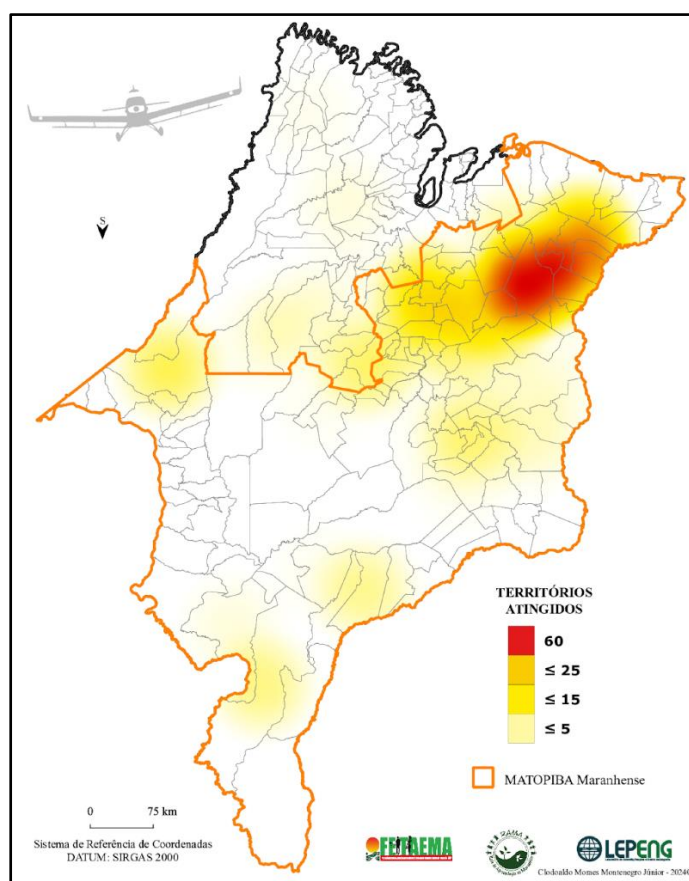 S
TERRITÓRIOS
ATINGIDOS
60
≤ 25
≤ 15
≤ 5
MATOPIBA Maranhense
0 75 km
Sistema de Referência de Coordenadas
DATUM: SIRGAS 2000
FETAEMA
RAMA
LEPENG
Clodoaldo Momes Montenegro Júnior - 2024©